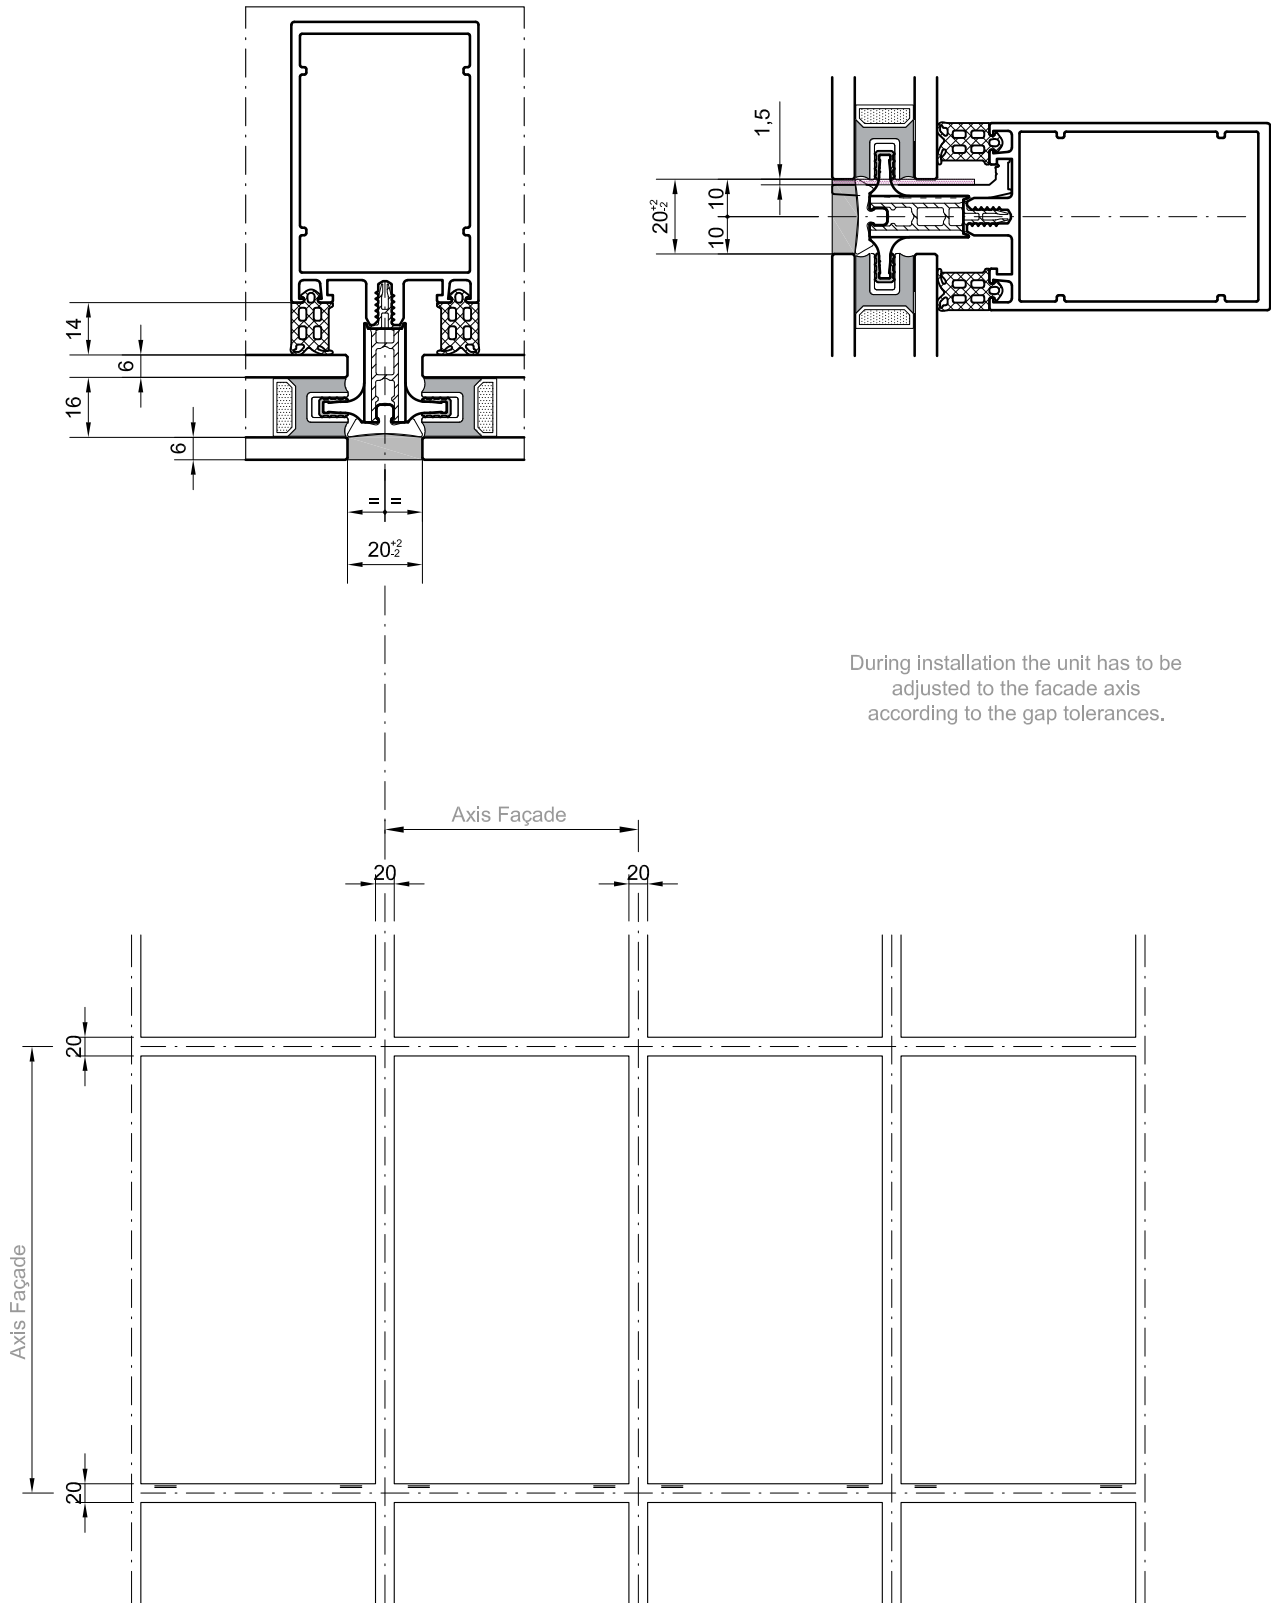 1,5
20+2-2
10
10
14
6
16
6
= =
20+2-2
During installation the unit has to be
adjusted to the facade axis
according to the gap tolerances.
Axis Façade
20
20
20
Axis Façade
20